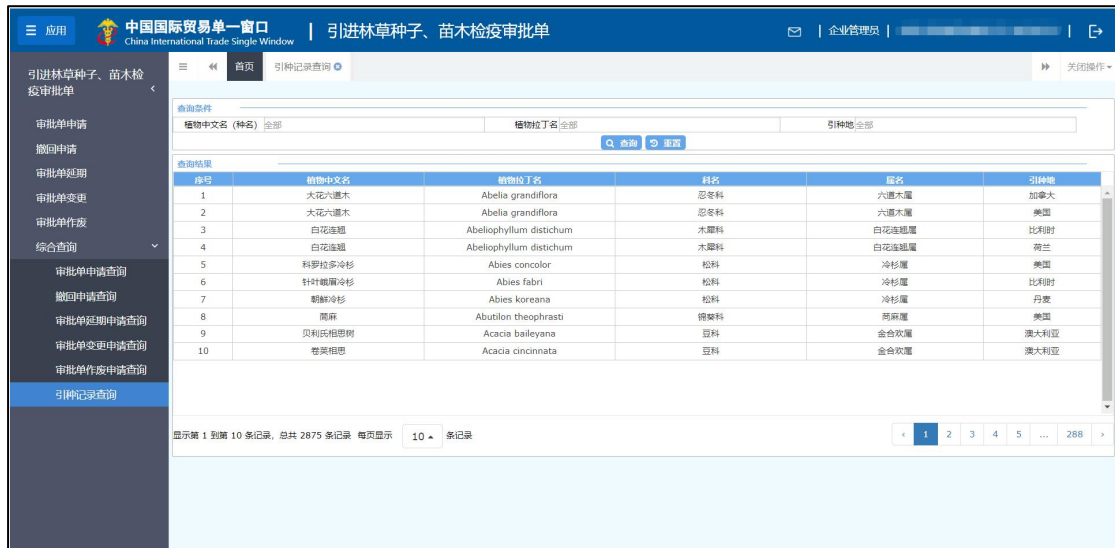 应用 中国国际贸易单一窗口 | 引进林草种子、苗木检疫审批单 | 企业管理员 |
China International Trade Single Window
引进林草种子、苗木检疫审批单
首页 引种记录查询 关闭操作
审批单申请
撤回申请
审批单延期
审批单变更
审批单作废
综合查询
审批单申请查询
撤回申请查询
审批单延期申请查询
审批单变更申请查询
审批单作废申请查询
引种记录查询
查询条件
植物中文名 (种名) 全部 植物拉丁名 全部 引种地 全部
查询 重置
查询结果
序号 植物中文名 植物拉丁名 科名 属名 引种地
1 大花六道木 Abelia grandiflora 忍冬科 六道木属 加拿大
2 大花六道木 Abelia grandiflora 忍冬科 六道木属 美国
3 白花连翘 Abeliophyllum distichum 木犀科 白花连翘属 比利时
4 白花连翘 Abeliophyllum distichum 木犀科 白花连翘属 荷兰
5 科罗拉多冷杉 Abies concolor 松科 冷杉属 美国
6 针叶峨眉冷杉 Abies fabri 松科 冷杉属 比利时
7 朝鲜冷杉 Abies koreana 松科 冷杉属 丹麦
8 苘麻 Abutilon theophrasti 锦葵科 苘麻属 美国
9 贝利氏相思树 Acacia baileyana 豆科 金合欢属 澳大利亚
10 卷荚相思 Acacia cincinnata 豆科 金合欢属 澳大利亚
显示第 1 到第 10 条记录, 总共 2875 条记录 每页显示 10 条记录 ‹ 1 2 3 4 5 ... 288 ›